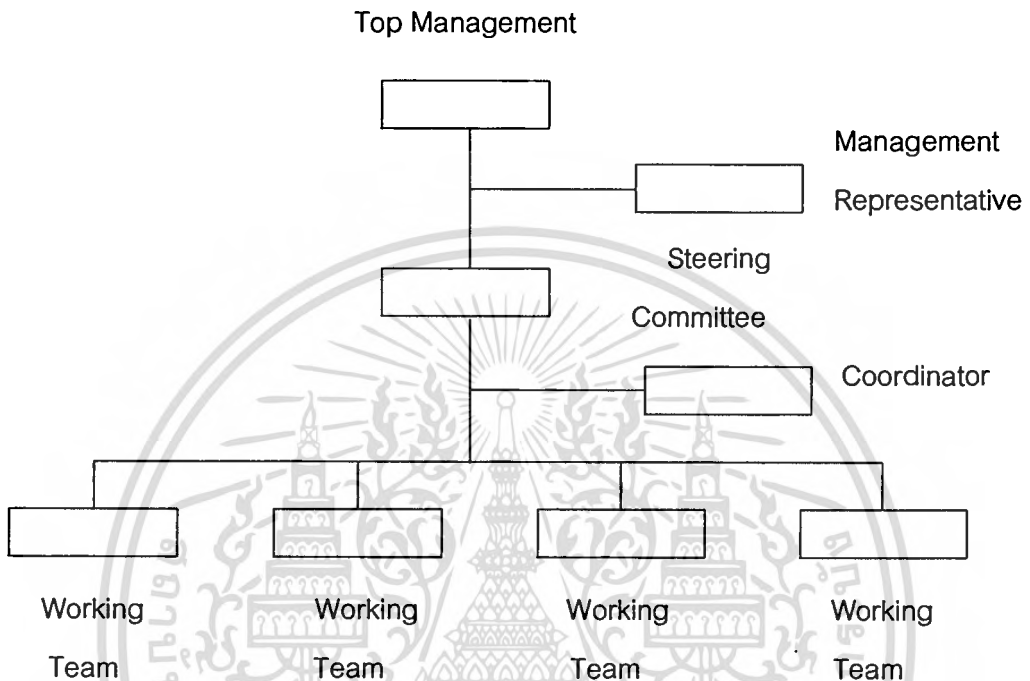 Top Management
Management
Representative
Steering
Committee
Coordinator
Working Working Working Working
Team Team Team Team